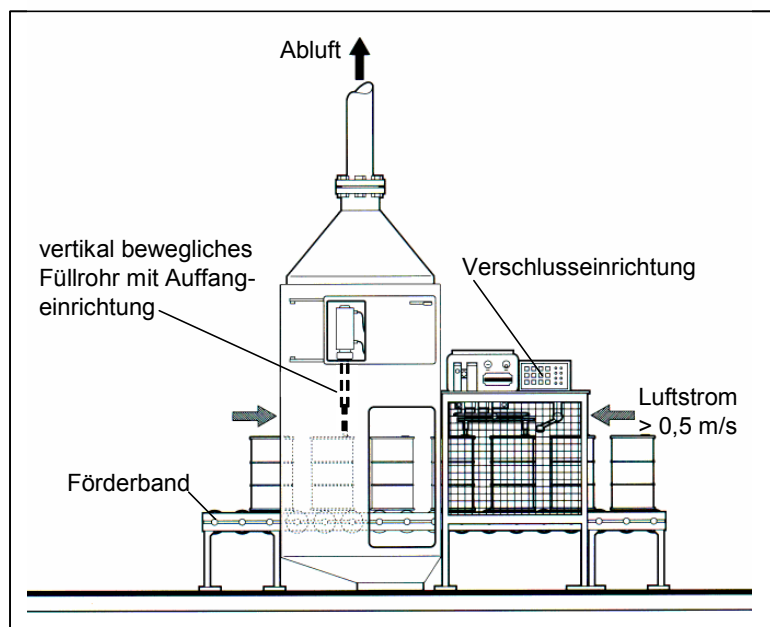 Abluft
vertikal bewegliches
Füllrohr mit Auffang-
einrichtung
Verschlusseinrichtung
Luftstrom
> 0,5 m/s
Förderband